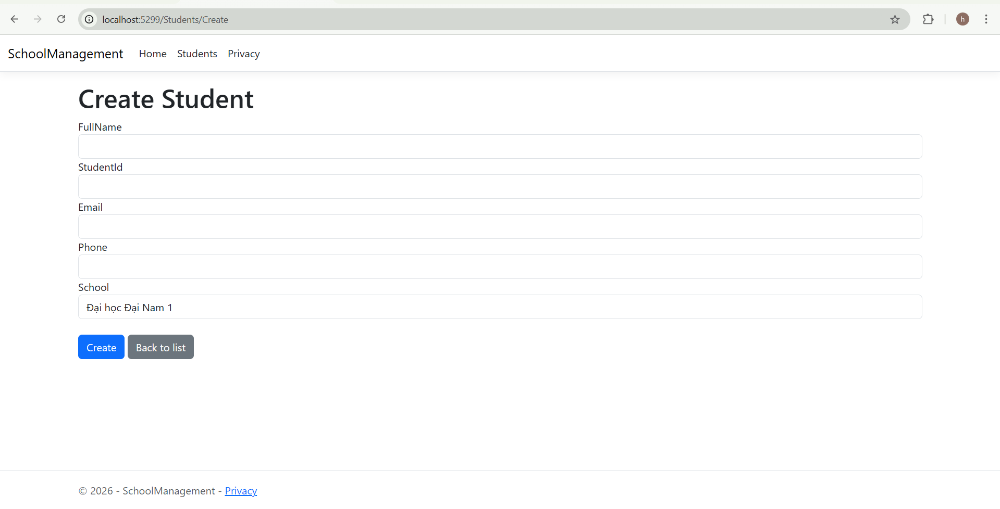 localhost:5299/Students/Create
h
SchoolManagement Home Students Privacy
Create Student
FullName
StudentId
Email
Phone
School
Đại học Đại Nam 1
Create Back to list
© 2026 - SchoolManagement - Privacy